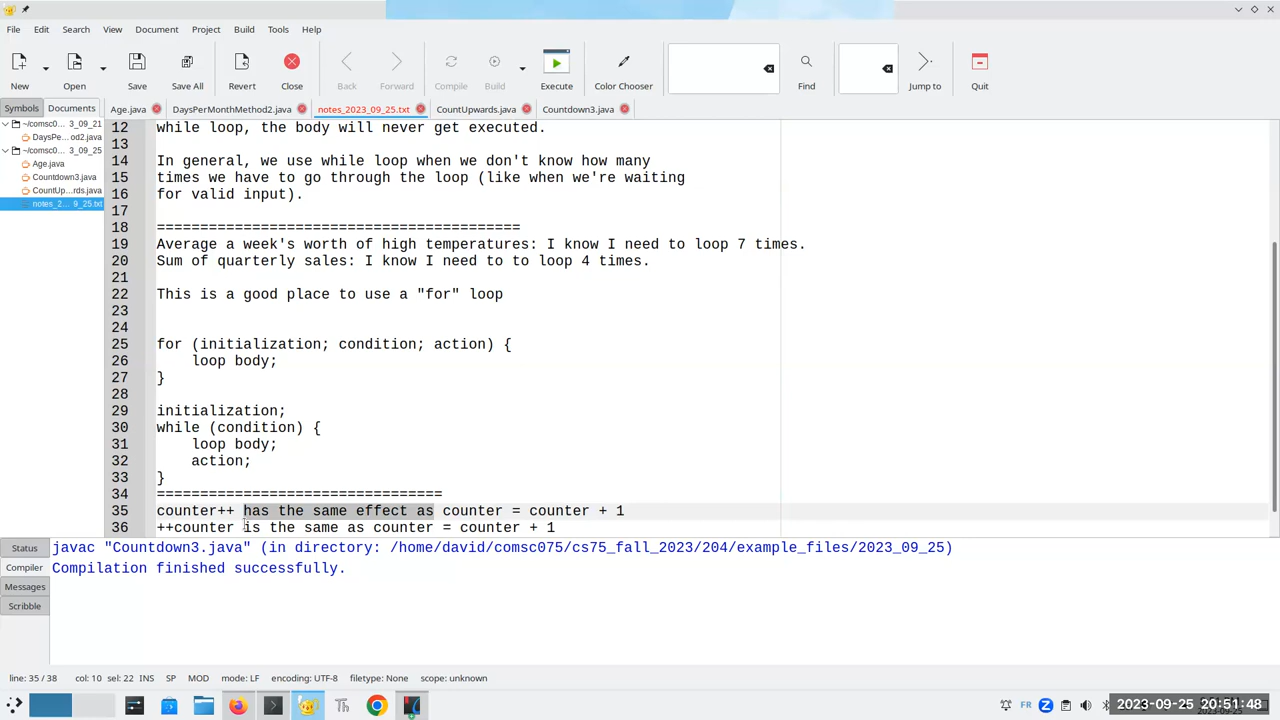 File Edit Search View Document Project Build Tools Help
New Open Save Save All Revert Close Back Forward Compile Build Execute Color Chooser Find Jump to Quit
Symbols Documents Age.java DaysPerMonthMethod2.java notes_2023_09_25.txt CountUpwards.java Countdown3.java
~/comsc0... 3_09_21
DaysPe...od2.java
~/comsc0... 3_09_25
Age.java
Countdown3.java
CountUp...rds.java
notes_2... 9_25.txt
12 while loop, the body will never get executed.
13
14 In general, we use while loop when we don't know how many
15 times we have to go through the loop (like when we're waiting
16 for valid input).
17
18 ==========================================
19 Average a week's worth of high temperatures: I know I need to loop 7 times.
20 Sum of quarterly sales: I know I need to to loop 4 times.
21
22 This is a good place to use a "for" loop
23
24
25 for (initialization; condition; action) {
26 loop body;
27 }
28
29 initialization;
30 while (condition) {
31 loop body;
32 action;
33 }
34 =================================
35 counter++ has the same effect as counter = counter + 1
36 ++counter is the same as counter = counter + 1
Status
Compiler
Messages
Scribble
javac "Countdown3.java" (in directory: /home/david/comsc075/cs75_fall_2023/204/example_files/2023_09_25)
Compilation finished successfully.
line: 35 / 38 col: 10 sel: 22 INS SP MOD mode: LF encoding: UTF-8 filetype: None scope: unknown
FR
2023-09-25 20:51:48